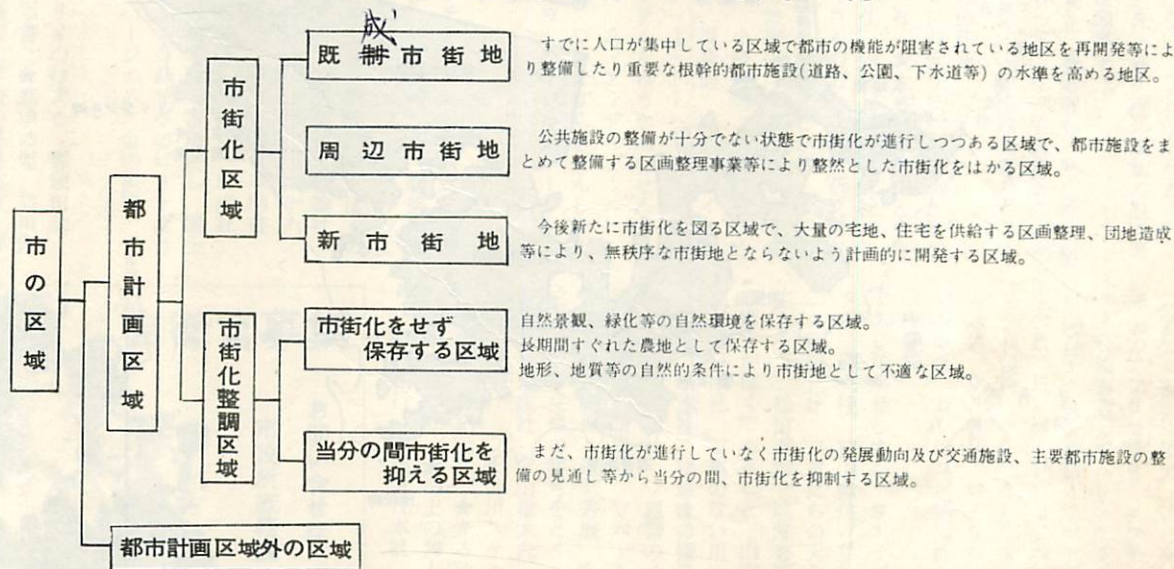 市の区域
都市計画区域
市街化区域
既制市街地
成
すでに人口が集中している区域で都市の機能が阻害されている地区を再開発等によ
り整備したり重要な根幹的都市施設(道路、公園、下水道等)の水準を高める地区。
周辺市街地
公共施設の整備が十分でない状態で市街化が進行しつつある区域で、都市施設をま
とめて整備する区画整理事業等により整然とした市街化をはかる区域。
新市街地
今後新たに市街化を図る区域で、大量の宅地、住宅を供給する区画整理、団地造成
等により、無秩序な市街地とならないよう計画的に開発する区域。
市街化整調区域
市街化をせず
保存する区域
自然景観、緑化等の自然環境を保存する区域。
長期間すぐれた農地として保存する区域。
地形、地質等の自然的条件により市街地として不適な区域。
当分の間市街化を
抑える区域
まだ、市街化が進行していなく市街化の発展動向及び交通施設、主要都市施設の整
備の見通し等から当分の間、市街化を抑制する区域。
都市計画区域外の区域